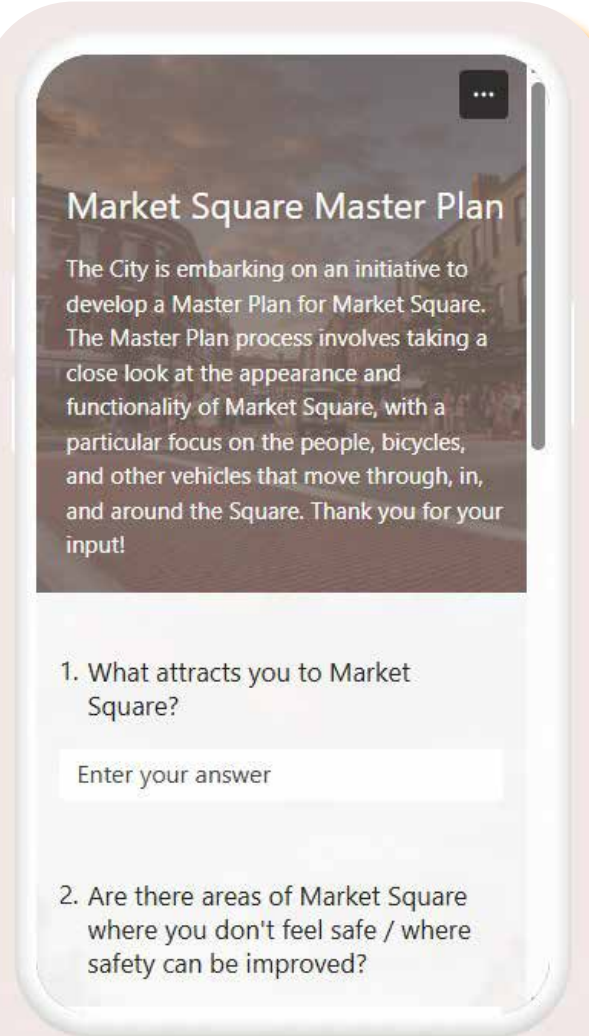 ...
Market Square Master Plan
The City is embarking on an initiative to
develop a Master Plan for Market Square.
The Master Plan process involves taking a
close look at the appearance and
functionality of Market Square, with a
particular focus on the people, bicycles,
and other vehicles that move through, in,
and around the Square. Thank you for your
input!
1. What attracts you to Market
Square?
Enter your answer
2. Are there areas of Market Square
where you don't feel safe / where
safety can be improved?